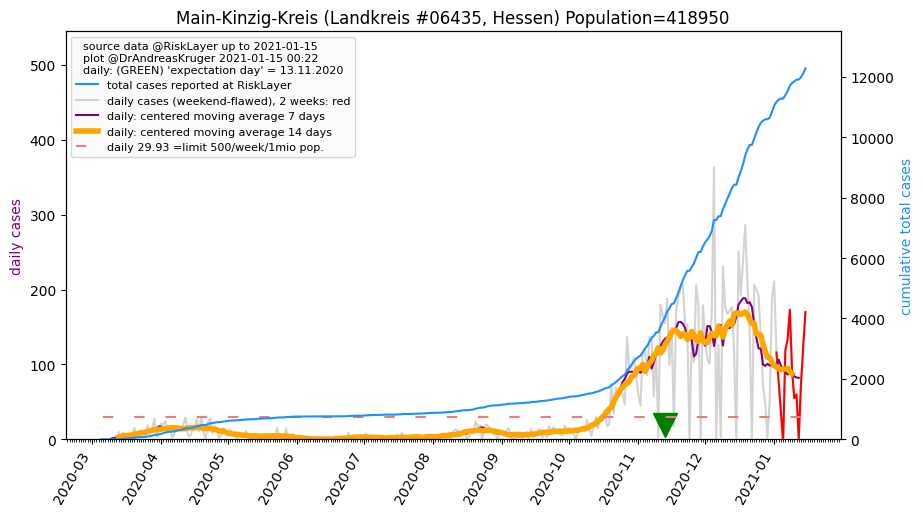 Main-Kinzig-Kreis (Landkreis #06435, Hessen) Population=418950
source data @RiskLayer up to 2021-01-15
plot @DrAndreasKruger 2021-01-15 00:22
daily: (GREEN) 'expectation day' = 13.11.2020
total cases reported at RiskLayer
daily cases (weekend-flawed), 2 weeks: red
daily: centered moving average 7 days
daily: centered moving average 14 days
daily 29.93 =limit 500/week/1mio pop.
daily cases
500
400
300
200
100
0
cumulative total cases
12000
10000
8000
6000
4000
2000
0
2020-03
2020-04
2020-05
2020-06
2020-07
2020-08
2020-09
2020-10
2020-11
2020-12
2021-01